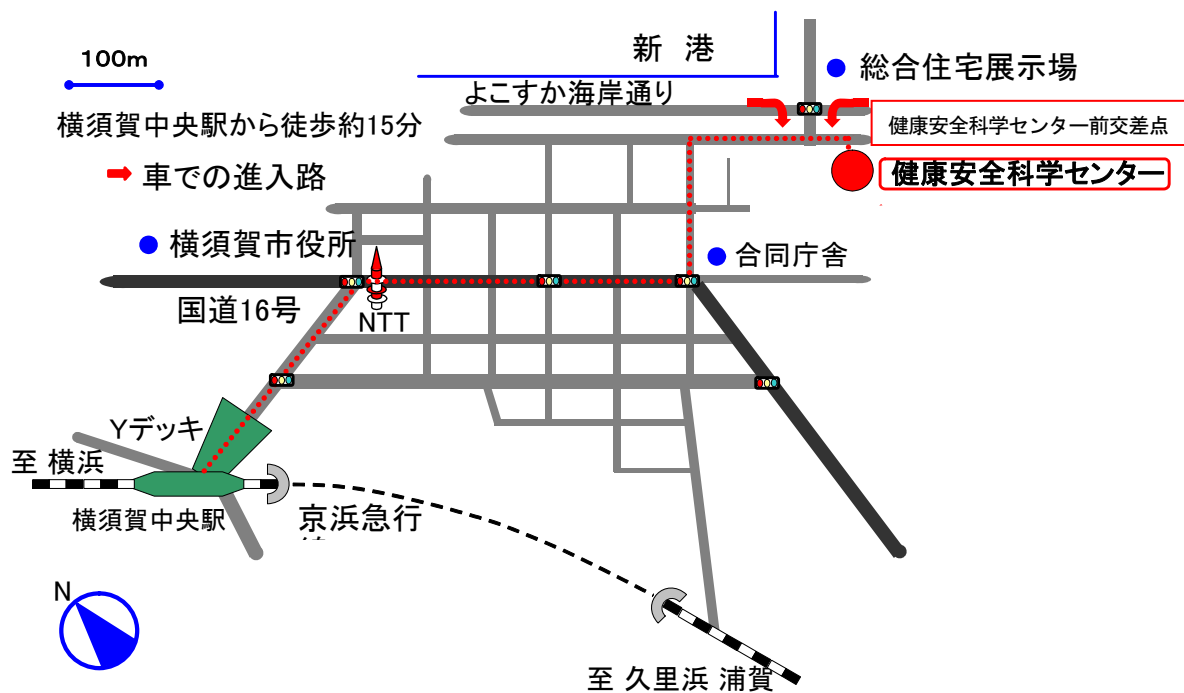 100m
新 港
総合住宅展示場
よこすか海岸通り
横須賀中央駅から徒歩約15分
健康安全科学センター前交差点
車での進入路
健康安全科学センター
横須賀市役所
合同庁舎
国道16号
NTT
Yデッキ
至 横浜
横須賀中央駅
京浜急行
N
至 久里浜 浦賀